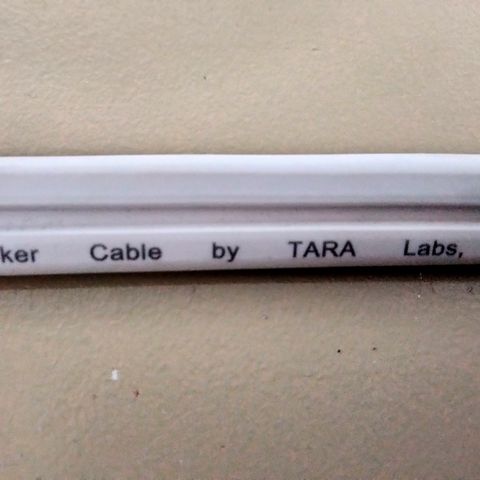 ker Cable by TARA Labs,